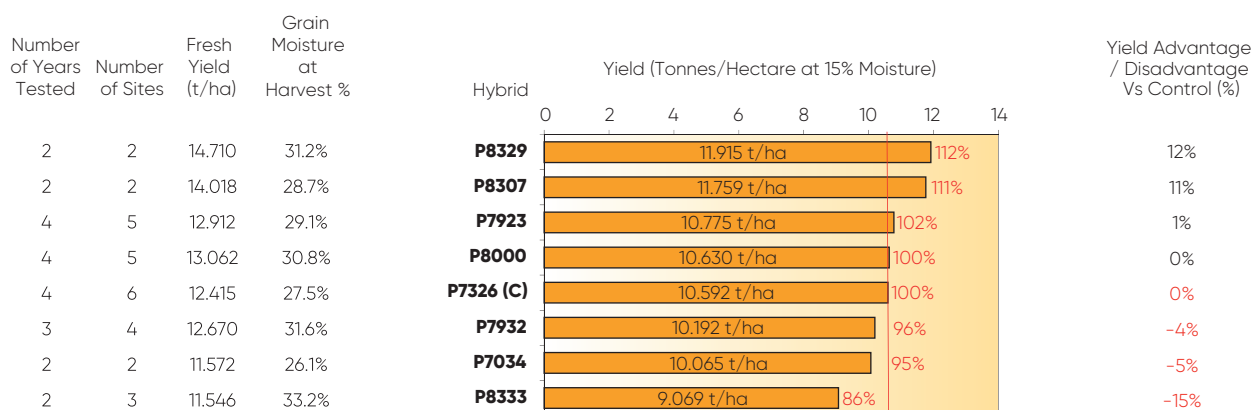 Number of Years Tested
Number of Sites
Fresh Yield (t/ha)
Grain Moisture at Harvest %
Hybrid
Yield (Tonnes/Hectare at 15% Moisture)
Yield Advantage / Disadvantage Vs Control (%)
0 2 4 6 8 10 12 14
2 2 14.710 31.2% P8329 11.915 t/ha 112% 12%
2 2 14.018 28.7% P8307 11.759 t/ha 111% 11%
4 5 12.912 29.1% P7923 10.775 t/ha 102% 1%
4 5 13.062 30.8% P8000 10.630 t/ha 100% 0%
4 6 12.415 27.5% P7326 (C) 10.592 t/ha 100% 0%
3 4 12.670 31.6% P7932 10.192 t/ha 96% -4%
2 2 11.572 26.1% P7034 10.065 t/ha 95% -5%
2 3 11.546 33.2% P8333 9.069 t/ha 86% -15%